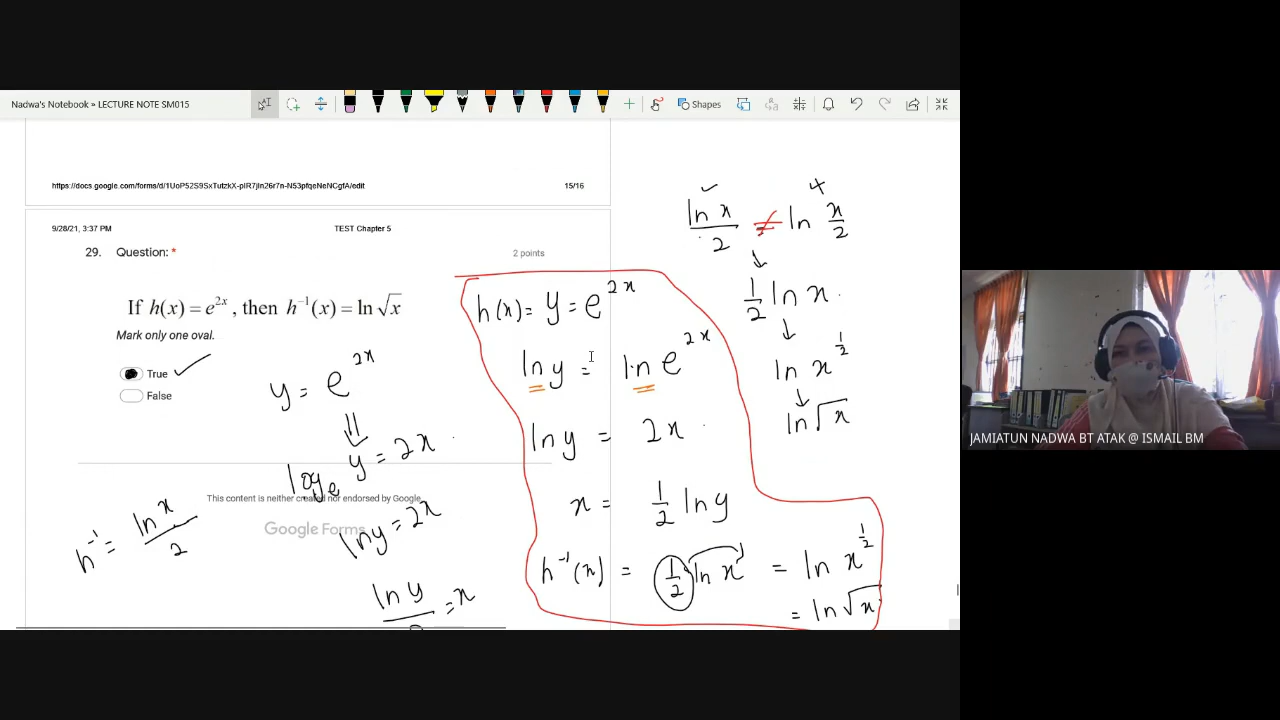 Nadwa's Notebook » LECTURE NOTE SM015
Shapes
https://docs.google.com/forms/d/1UoP52S9SxTutzkX-pIR7jIn26r7n-N53pfqeNeNCgfA/edit
15/16
9/28/21, 3:37 PM
TEST Chapter 5
29. Question: *
2 points
If h(x) = e^{2x}, then h^{-1}(x) = ln √x
Mark only one oval.
True ✓
False
y = e^{2x}
⇓
log_e y = 2x
ln y = 2x
ln y / 2 = x
h^{-1} = ln x / 2
This content is neither created nor endorsed by Google.
Google Forms
h(x) = y = e^{2x}
ln y = ln e^{2x}
ln y = 2x
x = 1/2 ln y
h^{-1}(x) = 1/2 ln x = ln x^{1/2}
= ln √x
ln x / 2 ≠ ln x/2
↓
1/2 ln x
↓
ln x^{1/2}
↓
ln √x
JAMIATUN NADWA BT ATAK @ ISMAIL BM